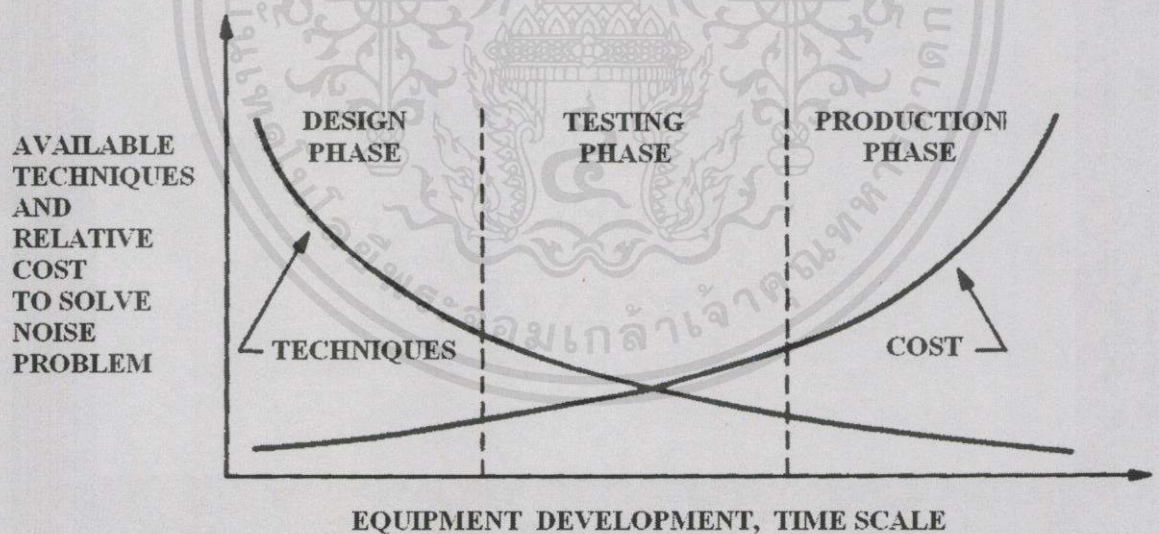 AVAILABLE
TECHNIQUES
AND
RELATIVE
COST
TO SOLVE
NOISE
PROBLEM
DESIGN
PHASE
TESTING
PHASE
PRODUCTION
PHASE
TECHNIQUES
COST
EQUIPMENT DEVELOPMENT, TIME SCALE